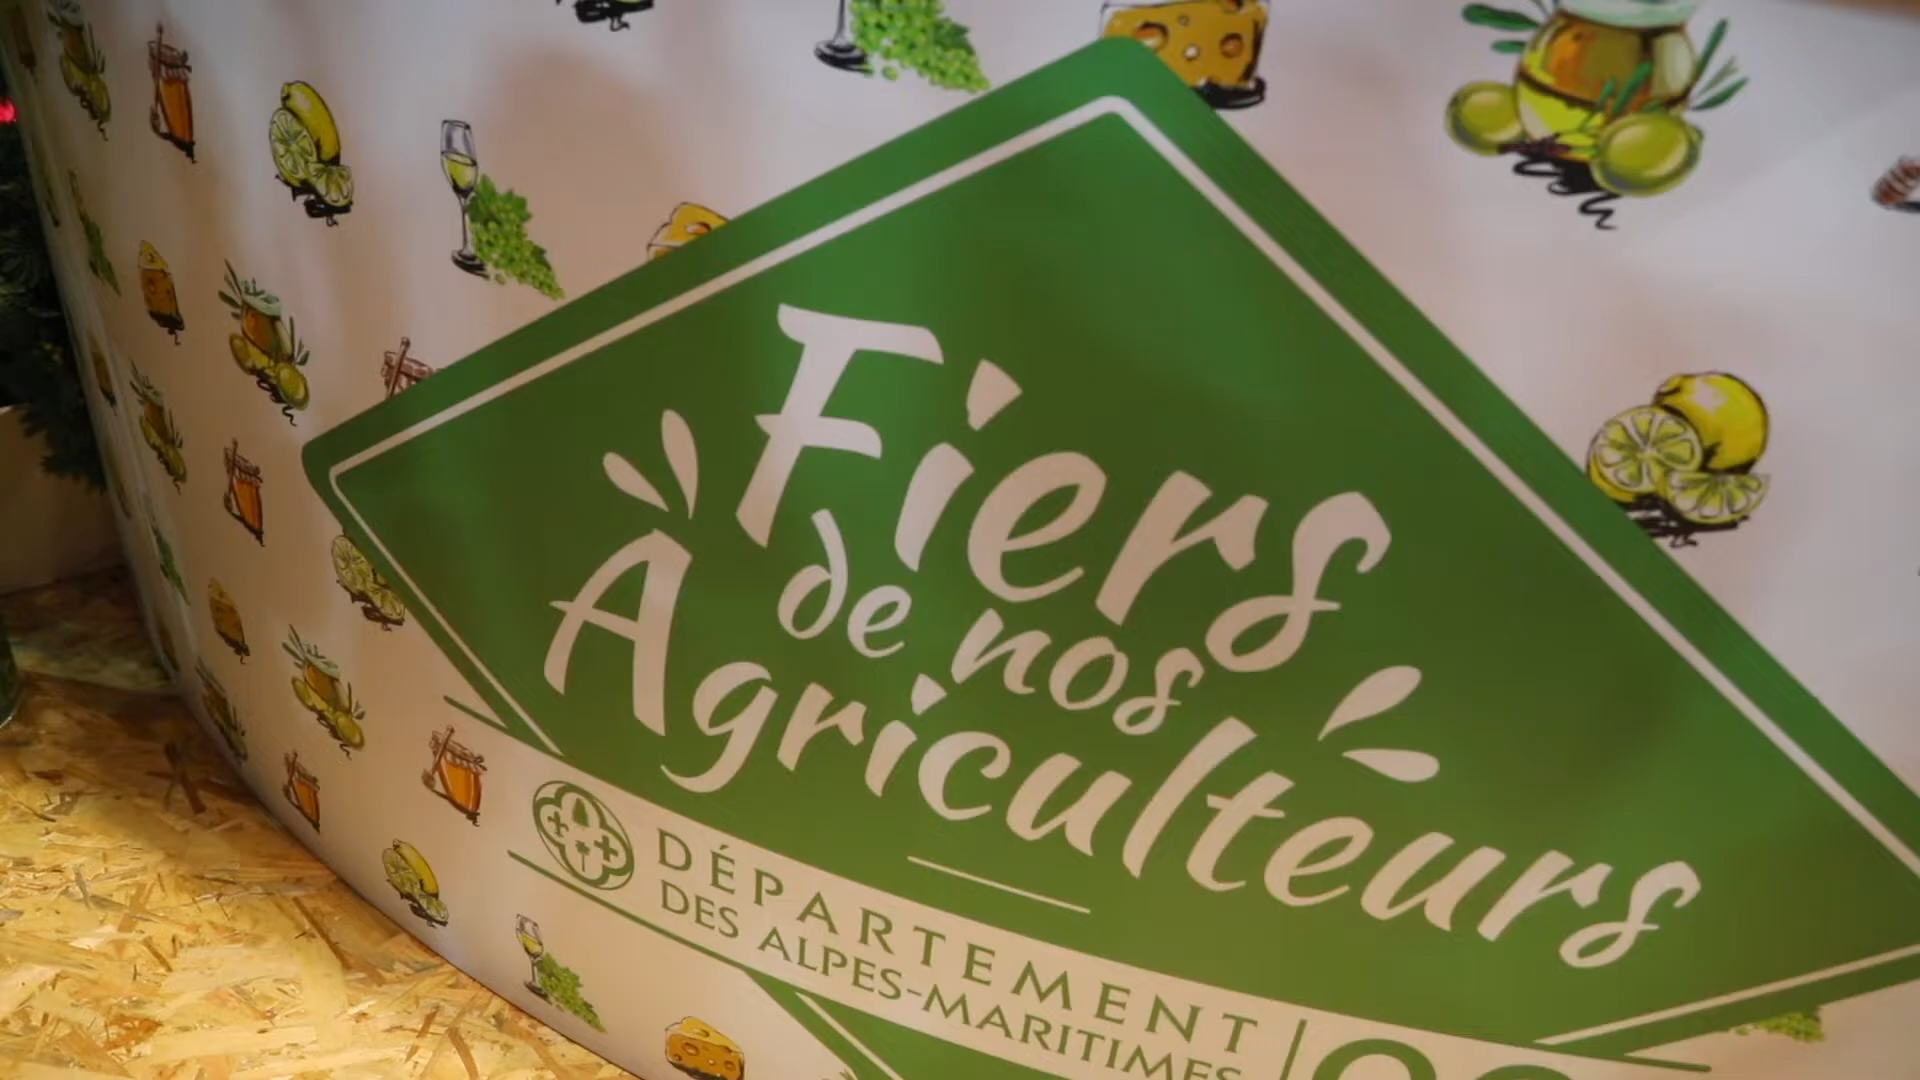 Fiers
de nos
Agriculteurs
DÉPARTEMENT
DES ALPES-MARITIMES